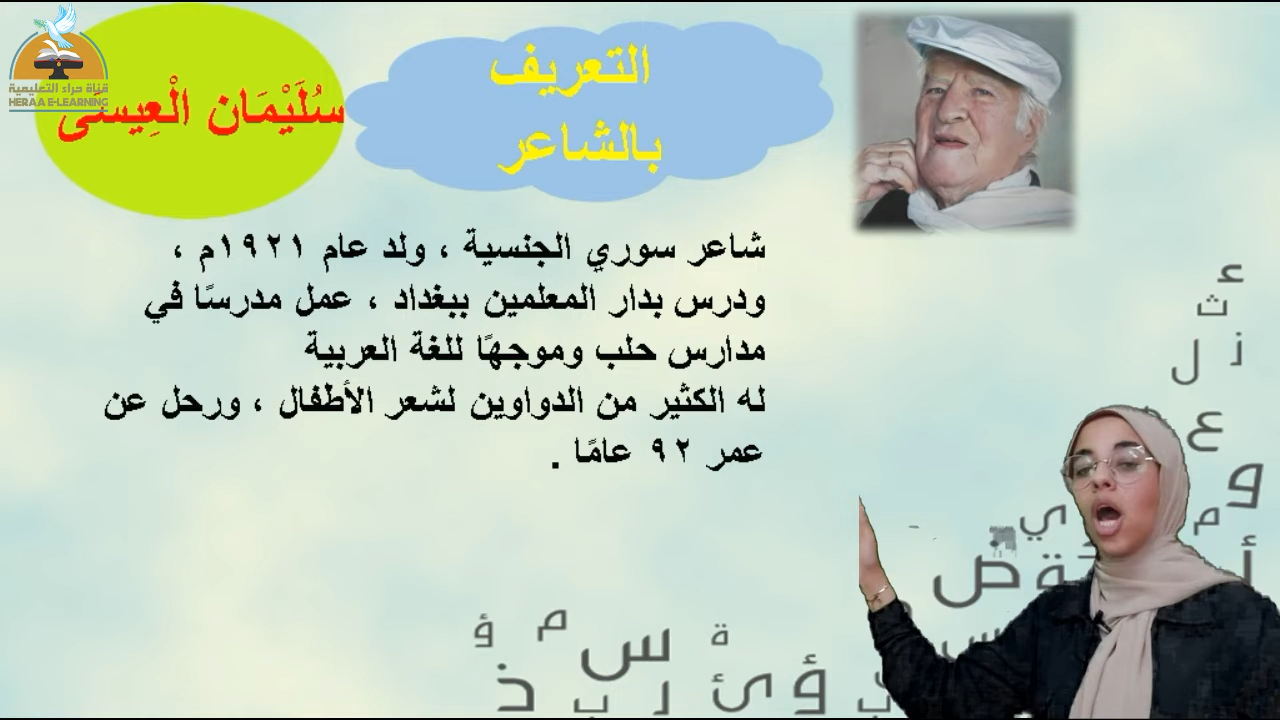 قناة حراء التعليمية
HERAA E-LEARNING
سُلَيْمَان الْعِيسَى
التعريف
بالشاعر
شاعر سوري الجنسية ، ولد عام ١٩٢١م ،
ودرس بدار المعلمين ببغداد ، عمل مدرسًا في
مدارس حلب وموجهًا للغة العربية
له الكثير من الدواوين لشعر الأطفال ، ورحل عن
عمر ٩٢ عامًا .